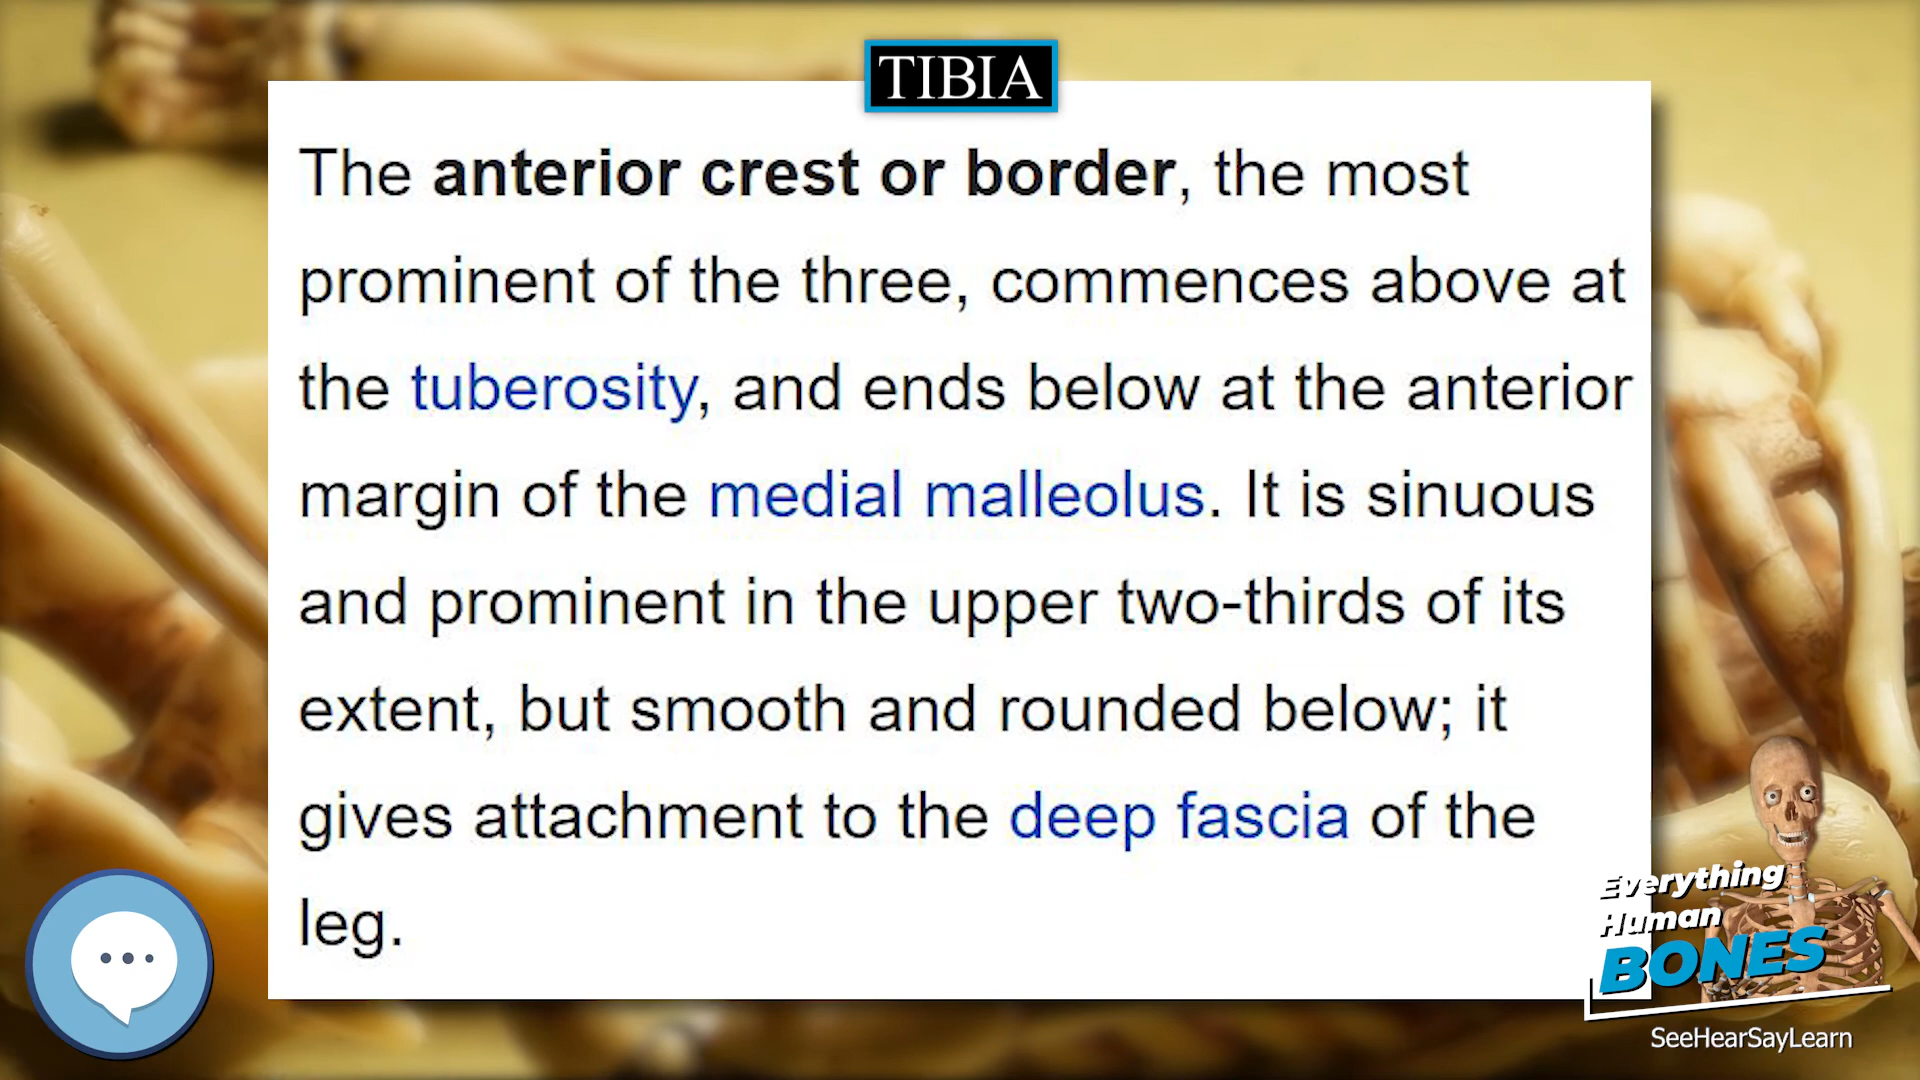 TIBIA
The anterior crest or border, the most
prominent of the three, commences above at
the tuberosity, and ends below at the anterior
margin of the medial malleolus. It is sinuous
and prominent in the upper two-thirds of its
extent, but smooth and rounded below; it
gives attachment to the deep fascia of the
leg.
Everything
Human
BONES
SeeHearSayLearn